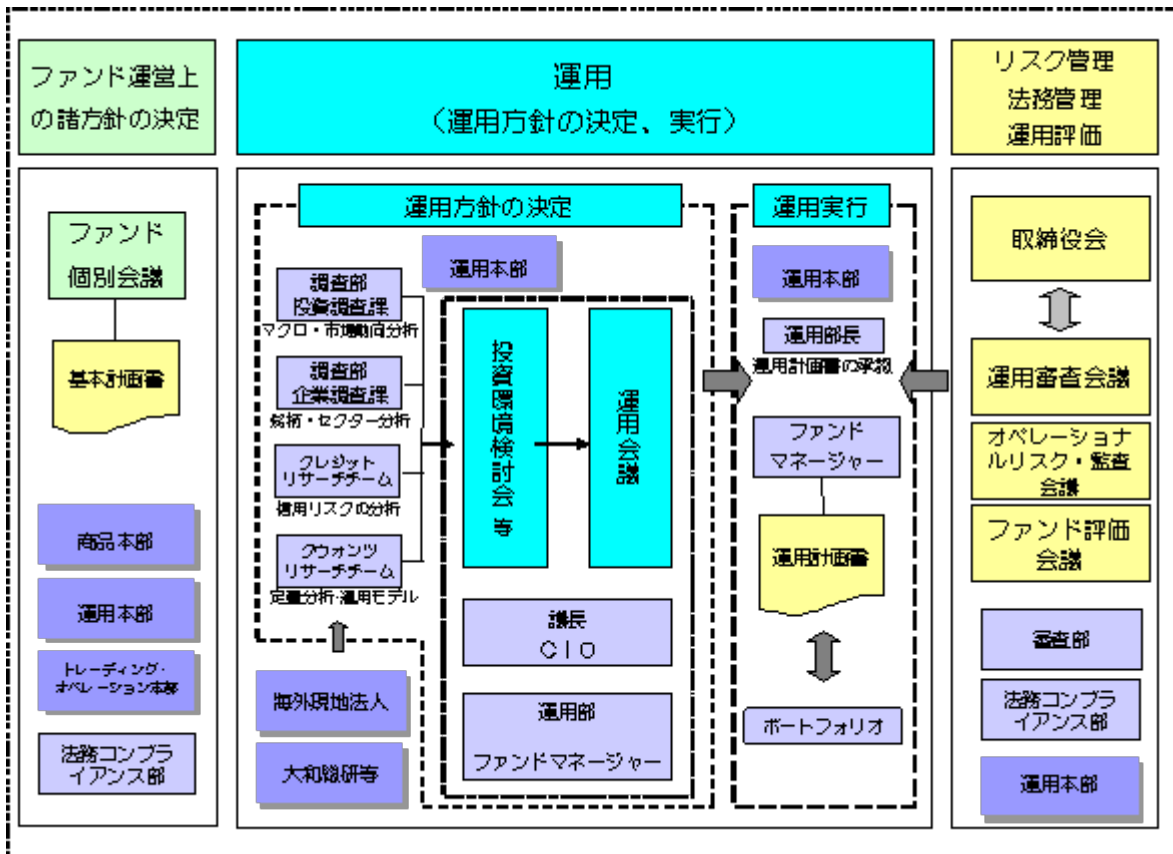 ファンド運営上
の諸方針の決定
運用
（運用方針の決定、実行）
リスク管理
法務管理
運用評価
ファンド
個別会議
基本計画書
商品本部
運用本部
トレーディング・
オペレーション本部
法務コンプラ
イアンス部
運用方針の決定
運用本部
調査部
投資調査課
マクロ・市場動向分析
調査部
企業調査課
銘柄・セクター分析
クレジット
リサーチチーム
信用リスクの分析
クウォンツ
リサーチチーム
定量分析・運用モデル
海外現地法人
大和総研等
投資環境検討会 等
運用会議
議長
ＣＩＯ
運用部
ファンドマネージャー
運用実行
運用本部
運用部長
運用計画書の承認
ファンド
マネージャー
運用計画書
ポートフォリオ
取締役会
運用審査会議
オペレーショナ
ルリスク・監査
会議
ファンド評価
会議
審査部
法務コンプラ
イアンス部
運用本部